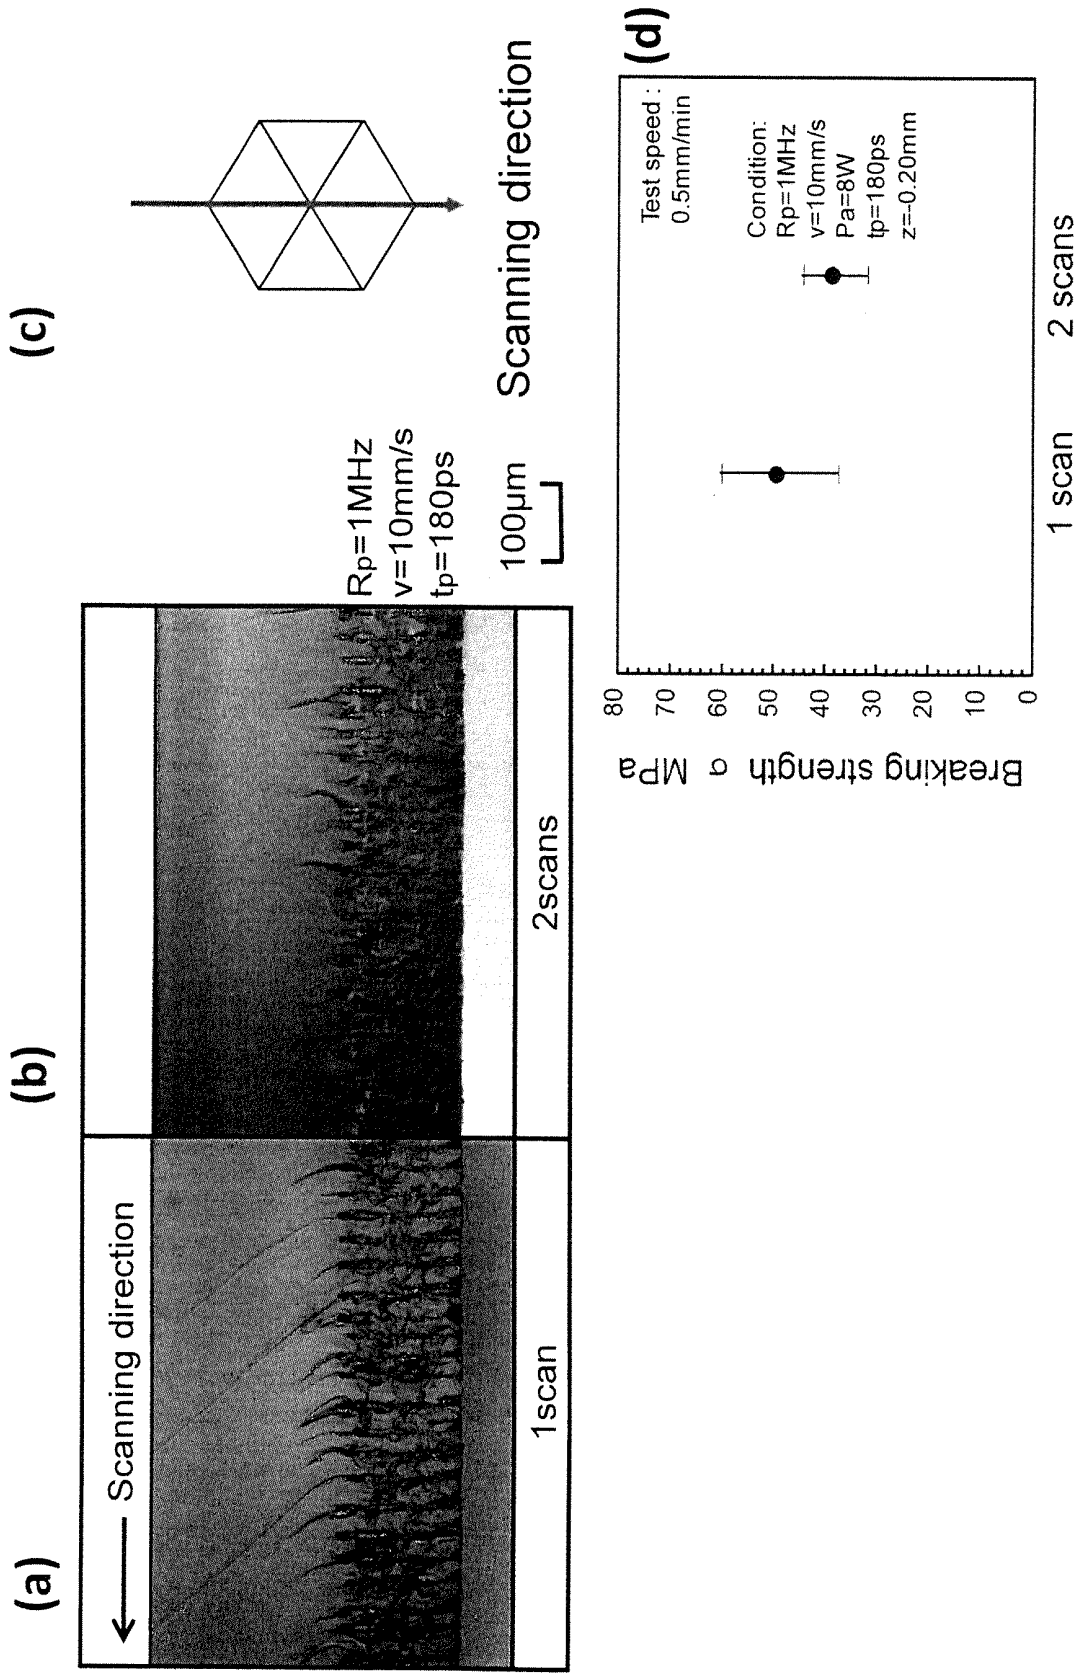 (a)
(b)
(c)
(d)
Scanning direction
1scan
2scans
Rp=1MHz
v=10mm/s
tp=180ps
100μm
Scanning direction
Breaking strength σ MPa
80
70
60
50
40
30
20
10
0
Test speed :
0.5mm/min
Condition:
Rp=1MHz
v=10mm/s
Pa=8W
tp=180ps
z=-0.20mm
1 scan
2 scans